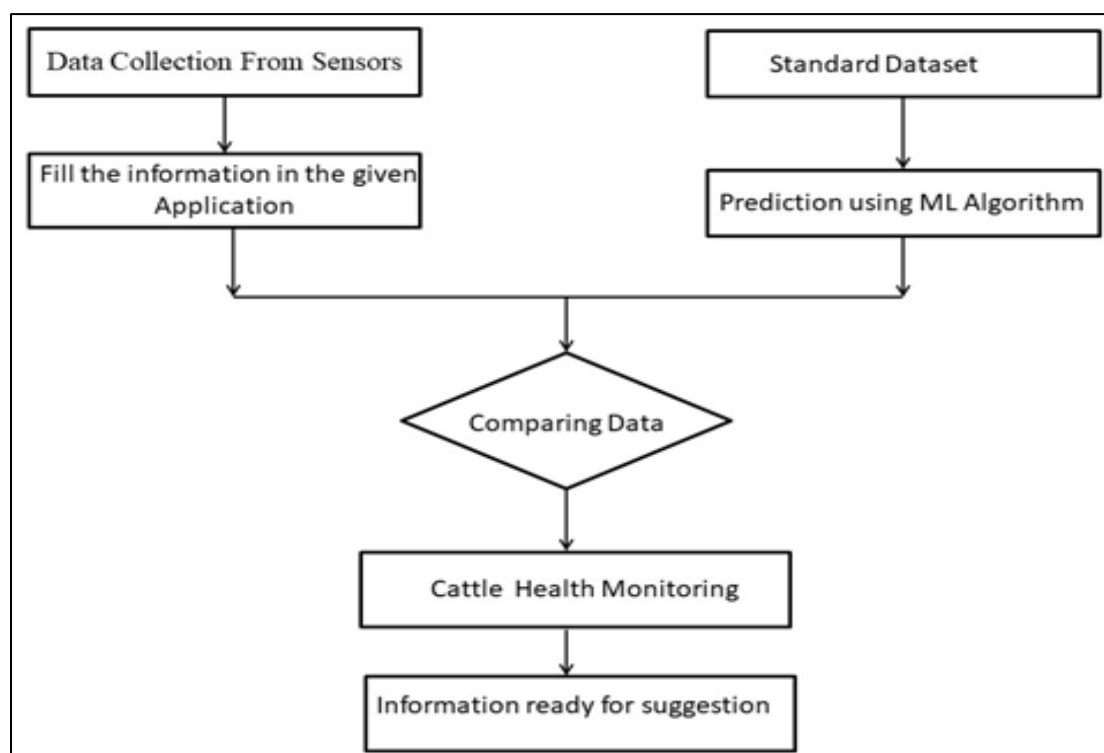 Data Collection From Sensors
Standard Dataset
Fill the information in the given
Application
Prediction using ML Algorithm
Comparing Data
Cattle Health Monitoring
Information ready for suggestion